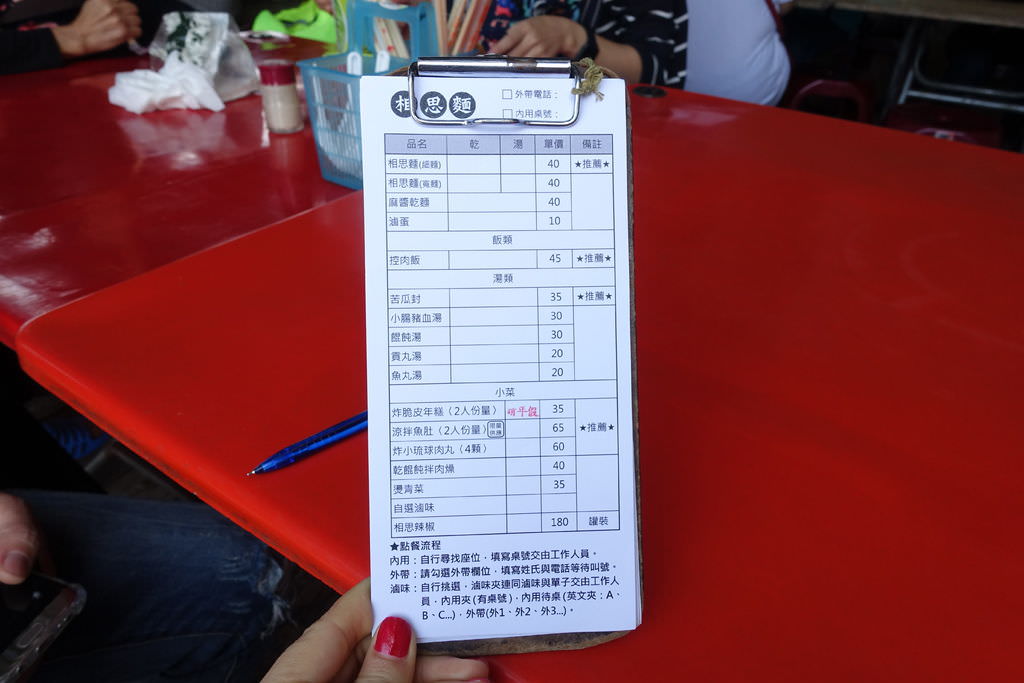 相思麵 □外帶電話：
□內用桌號：
品名 乾 湯 單價 備註
相思麵(細麵) 40 ★推薦★
相思麵(寬麵) 40
麻醬乾麵 40
滷蛋 10
飯類
控肉飯 45 ★推薦★
湯類
苦瓜封 35 ★推薦★
小腸豬血湯 30
餛飩湯 30
貢丸湯 20
魚丸湯 20
小菜
炸脆皮年糕（2人份量） 35
涼拌魚肚（2人份量） 限量供應 65 ★推薦★
炸小琉球肉丸（4顆） 60
乾餛飩拌肉燥 40
燙青菜 35
自選滷味
相思辣椒 180 罐裝
★點餐流程
內用：自行尋找座位，填寫桌號交由工作人員。
外帶：請勾選外帶欄位，填寫姓氏與電話等待叫號。
滷味：自行挑選，滷味夾連同滷味與單子交由工作人
員，內用夾(有桌號)，內用待桌(英文夾：A、
B、C...)，外帶(外1、外2、外3...)。